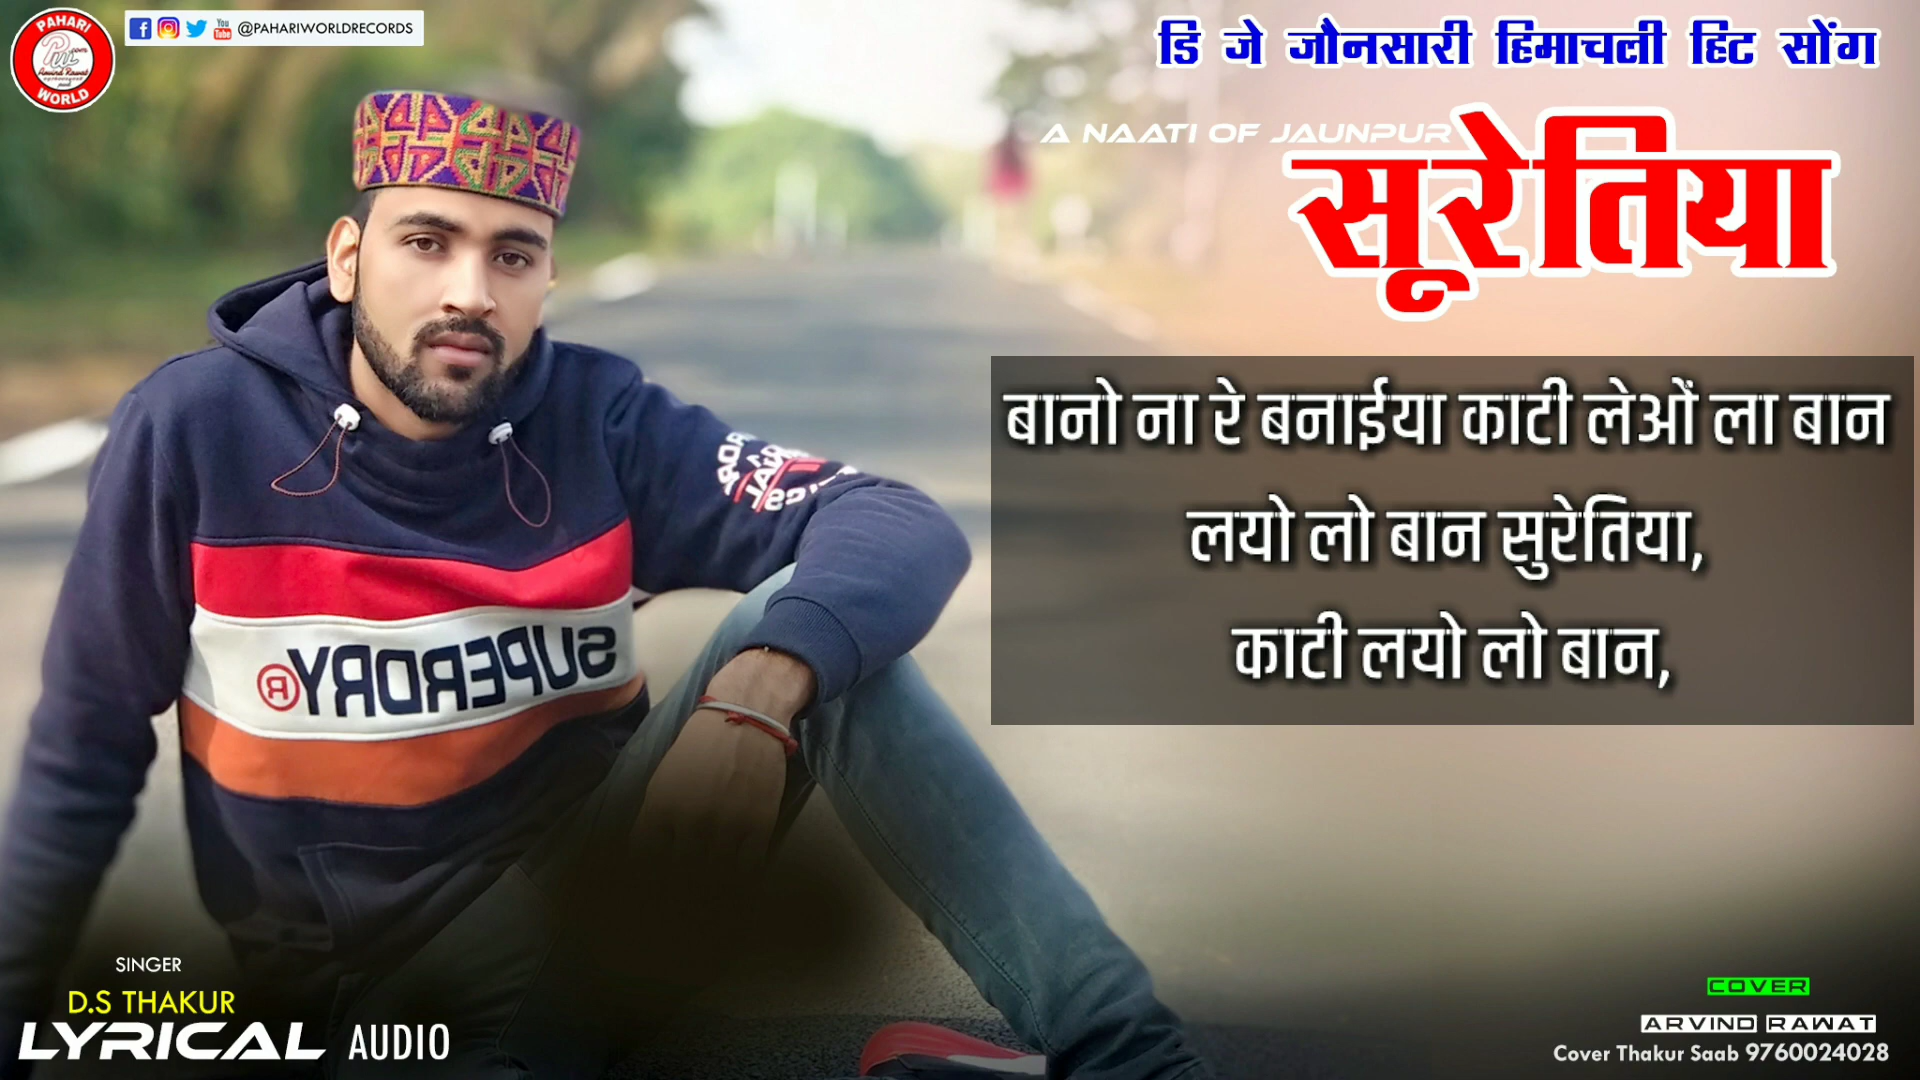 PAHARI
WORLD
@PAHARIWORLDRECORDS
डि जे जौनसारी हिमाचली हिट सोंग
A NAATI OF JAUNPUR
सूरेतिया
बानो ना रे बनाईया काटी लेओं ला बान
लयो लो बान सुरेतिया,
काटी लयो लो बान,
SUPERDRY®
SINGER
D.S THAKUR
LYRICAL AUDIO
COVER
ARVIND RAWAT
Cover Thakur Saab 9760024028